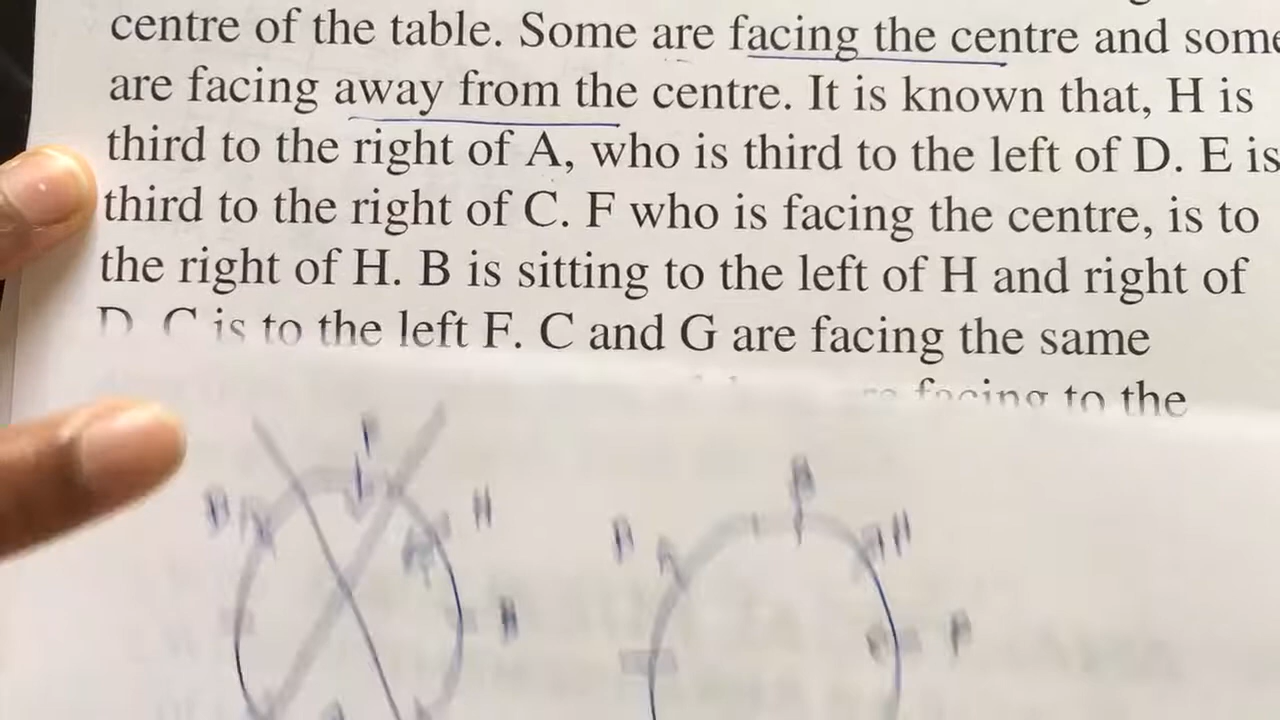 centre of the table. Some are facing the centre and some
are facing away from the centre. It is known that, H is
third to the right of A, who is third to the left of D. E is
third to the right of C. F who is facing the centre, is to
the right of H. B is sitting to the left of H and right of
D. C is to the left F. C and G are facing the same
facing to the
H
H